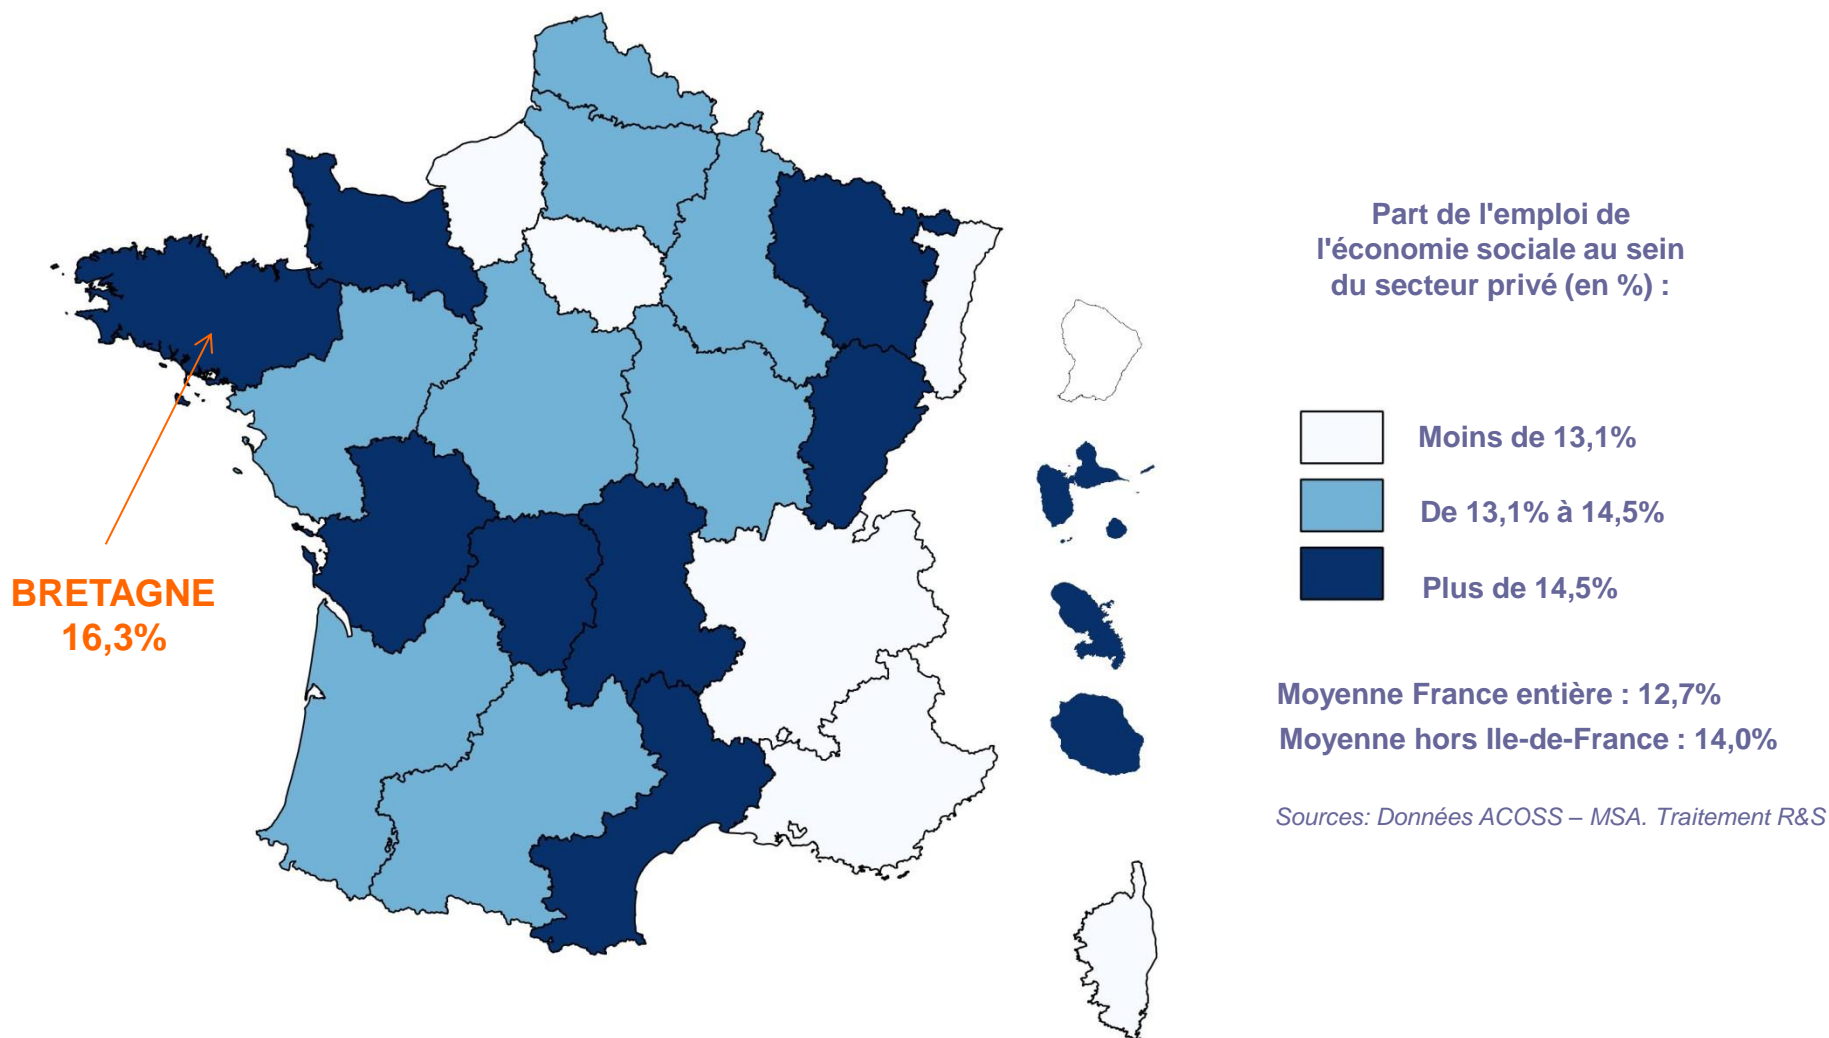 Part de l'emploi de
l'économie sociale au sein
du secteur privé (en %) :
Moins de 13,1%
De 13,1% à 14,5%
Plus de 14,5%
BRETAGNE
16,3%
Moyenne France entière : 12,7%
Moyenne hors Ile-de-France : 14,0%
Sources: Données ACOSS – MSA. Traitement R&S